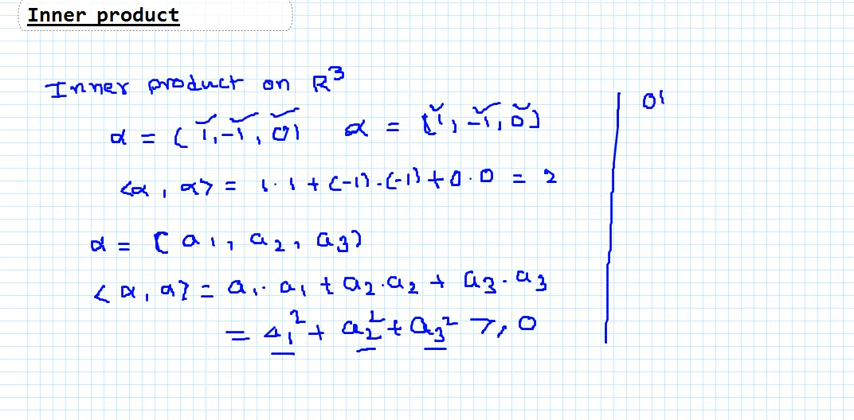 Inner product
Inner product on R³
α = (1, -1, 0) α = (1, -1, 0)
<α, α> = 1·1 + (-1)·(-1) + 0·0 = 2
α = (a₁, a₂, a₃)
<α, α> = a₁·a₁ + a₂·a₂ + a₃·a₃
= a₁² + a₂² + a₃² ≥ 0